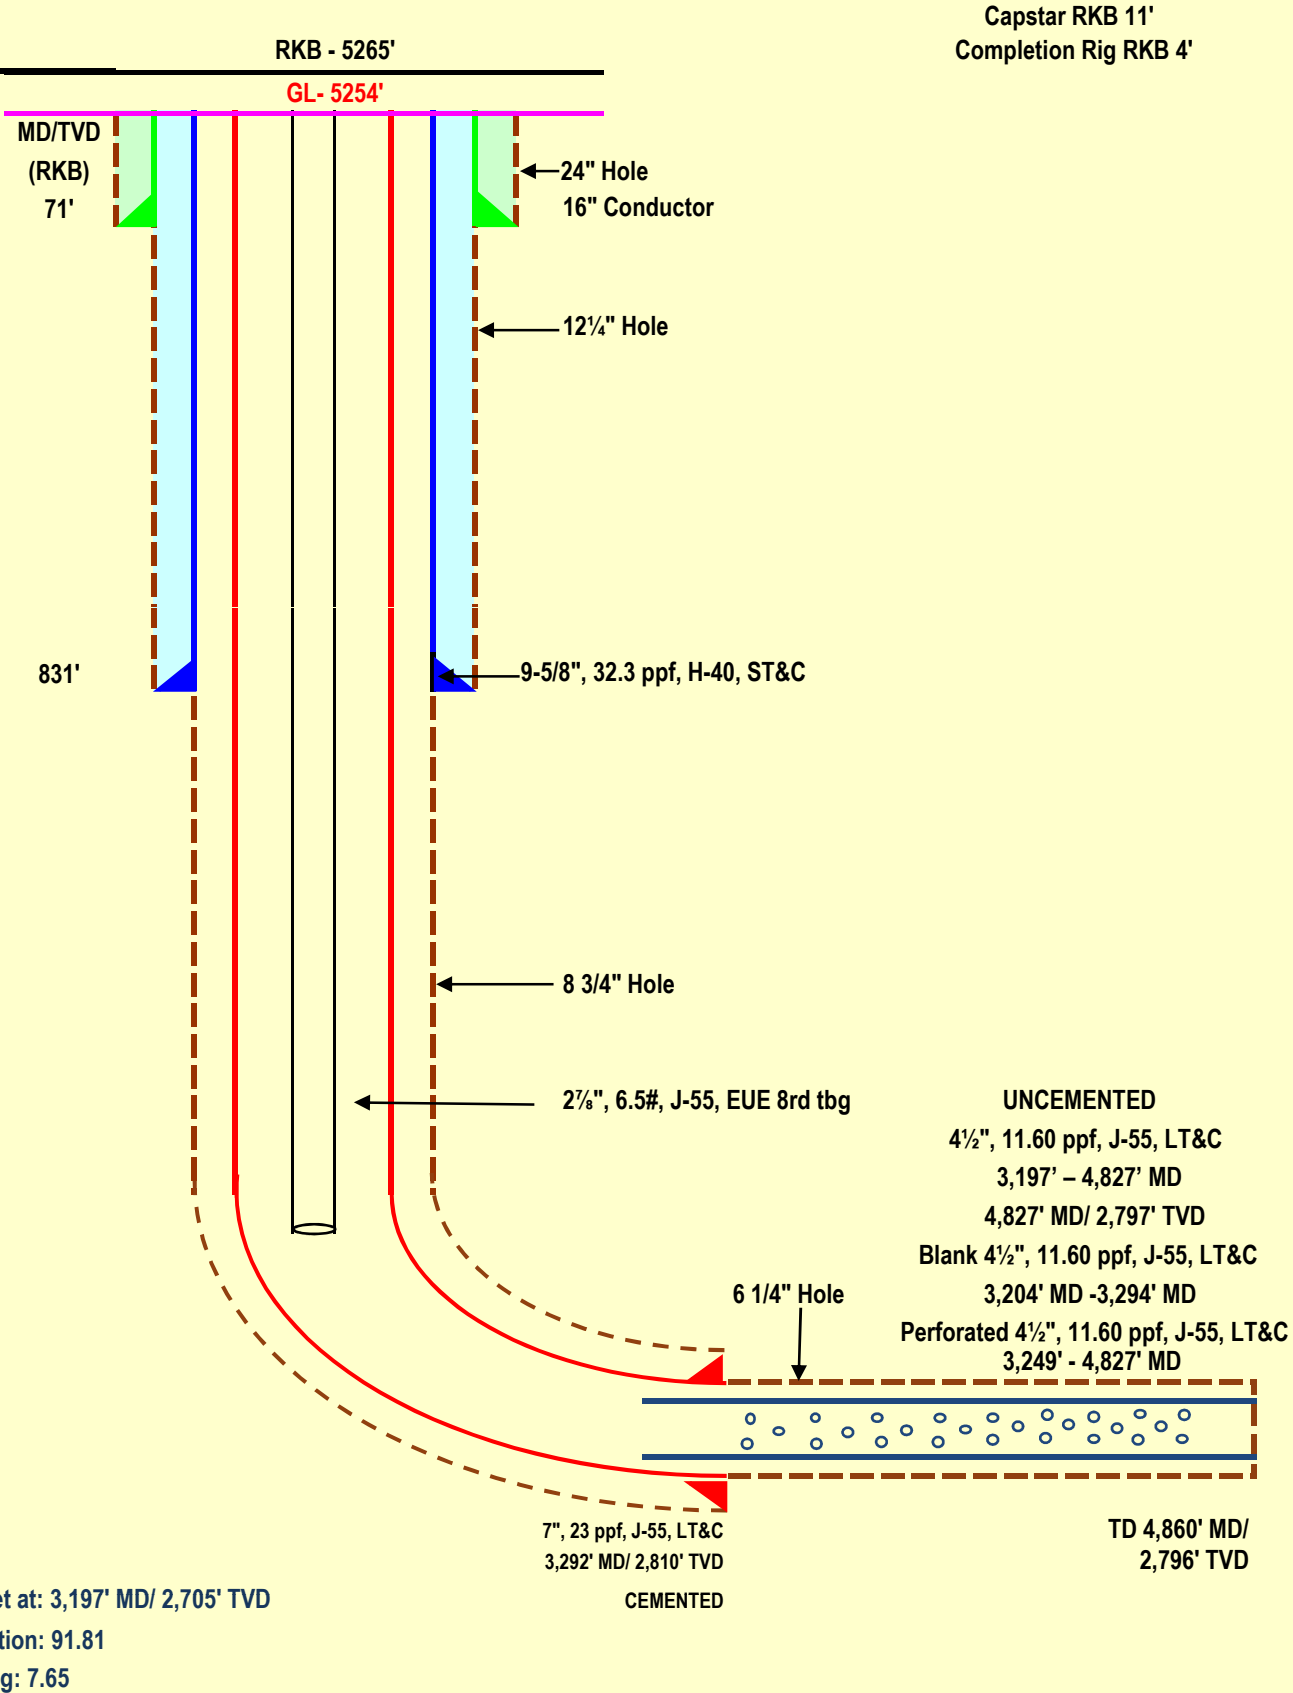 Capstar RKB 11'
Completion Rig RKB 4'
RKB - 5265'
GL- 5254'
MD/TVD
(RKB)
71'
24" Hole
16" Conductor
12¼" Hole
831'
9-5/8", 32.3 ppf, H-40, ST&C
8 3/4" Hole
2⅞", 6.5#, J-55, EUE 8rd tbg
UNCEMENTED
4½", 11.60 ppf, J-55, LT&C
3,197’ – 4,827’ MD
4,827' MD/ 2,797' TVD
Blank 4½", 11.60 ppf, J-55, LT&C
3,204' MD -3,294' MD
Perforated 4½", 11.60 ppf, J-55, LT&C
3,249' - 4,827' MD
6 1/4" Hole
7", 23 ppf, J-55, LT&C
3,292' MD/ 2,810' TVD
CEMENTED
TD 4,860' MD/
2,796' TVD
at: 3,197' MD/ 2,705' TVD
91.81
7.65